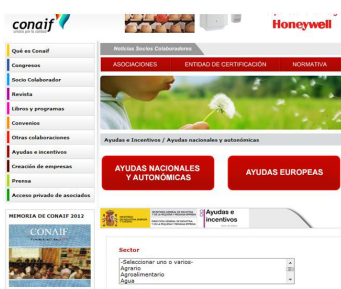 conaif
Honeywell
Qué es Conaif
Congresos
Socio Colaborador
Revista
Libros y programas
Convenios
Otras colaboraciones
Ayudas e incentivos
Creación de empresas
Prensa
Acceso privado de asociados
MEMORIA DE CONAIF 2012
CONAIF
Noticias Socios Colaboradores
ASOCIACIONES ENTIDAD DE CERTIFICACIÓN NORMATIVA
Ayudas e Incentivos / Ayudas nacionales y autonómicas
AYUDAS NACIONALES
Y AUTONÓMICAS
AYUDAS EUROPEAS
Ayudas e
incentivos
Sector
-Seleccionar uno o varios-
Agrario
Agroalimentario
Agua